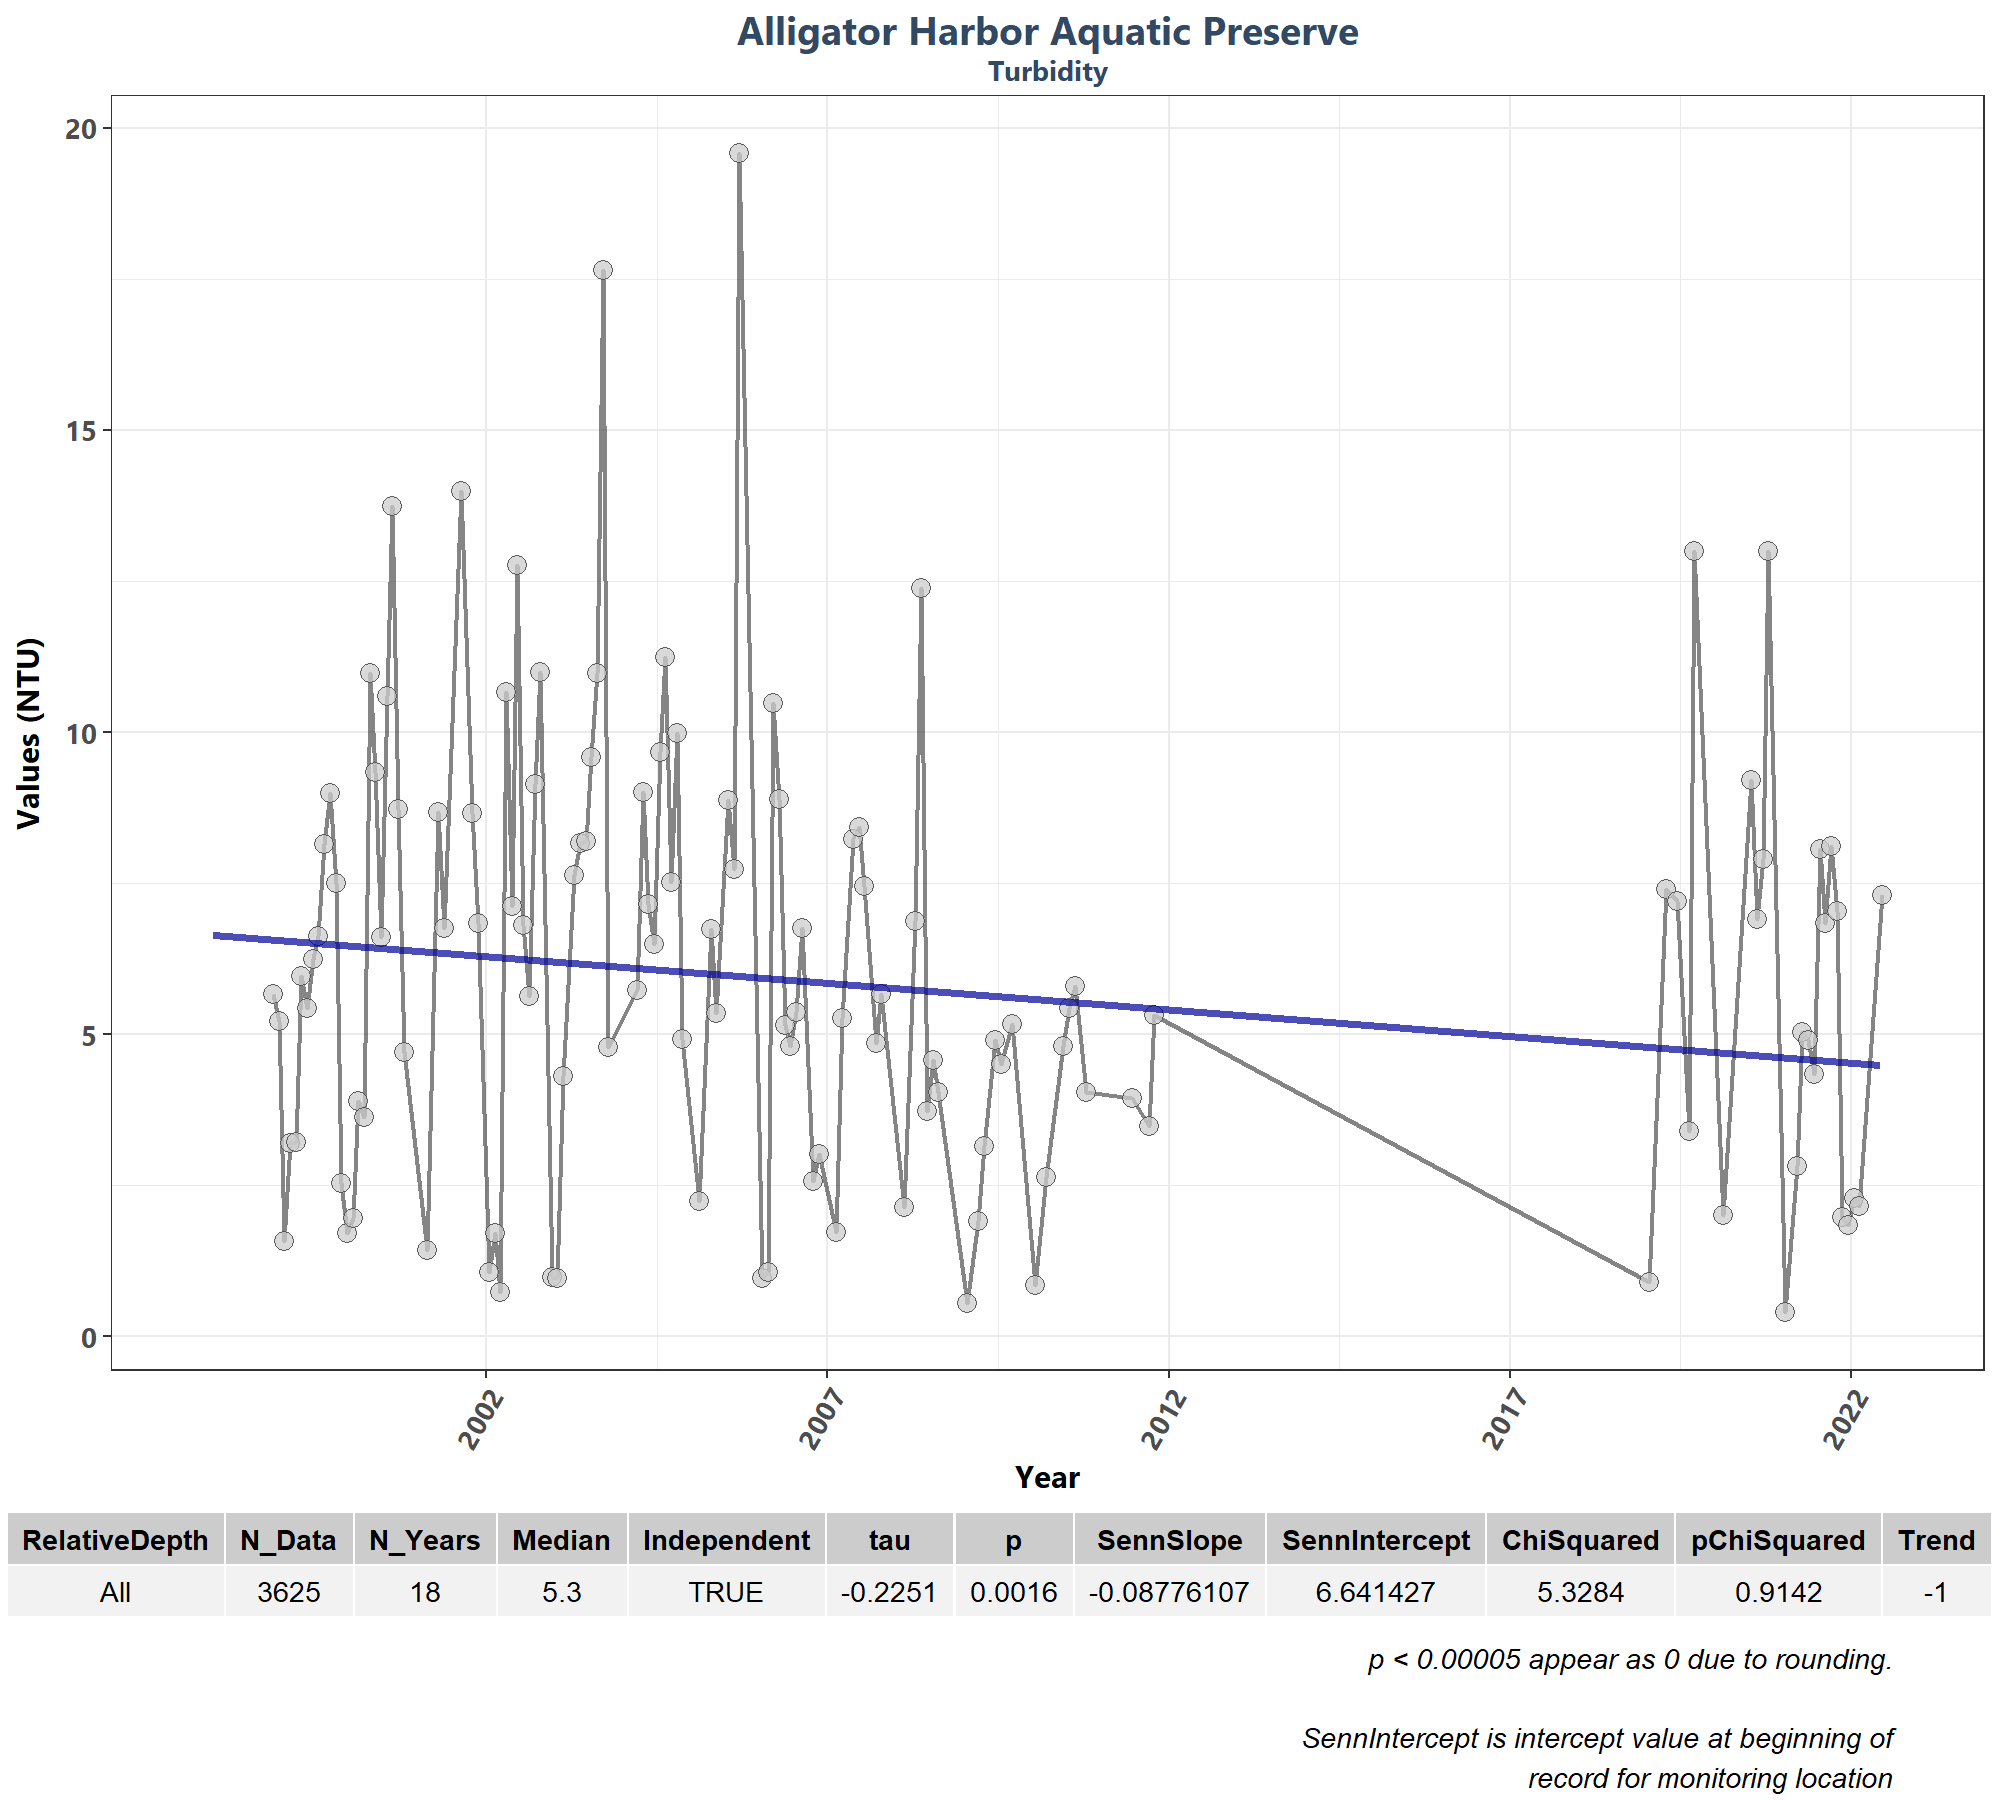 Alligator Harbor Aquatic Preserve
Turbidity
Values (NTU)
20
15
10
5
0
2002 2007 2012 2017 2022
Year
RelativeDepth N_Data N_Years Median Independent tau p SennSlope SennIntercept ChiSquared pChiSquared Trend
All 3625 18 5.3 TRUE -0.2251 0.0016 -0.08776107 6.641427 5.3284 0.9142 -1
p < 0.00005 appear as 0 due to rounding.
SennIntercept is intercept value at beginning of
record for monitoring location